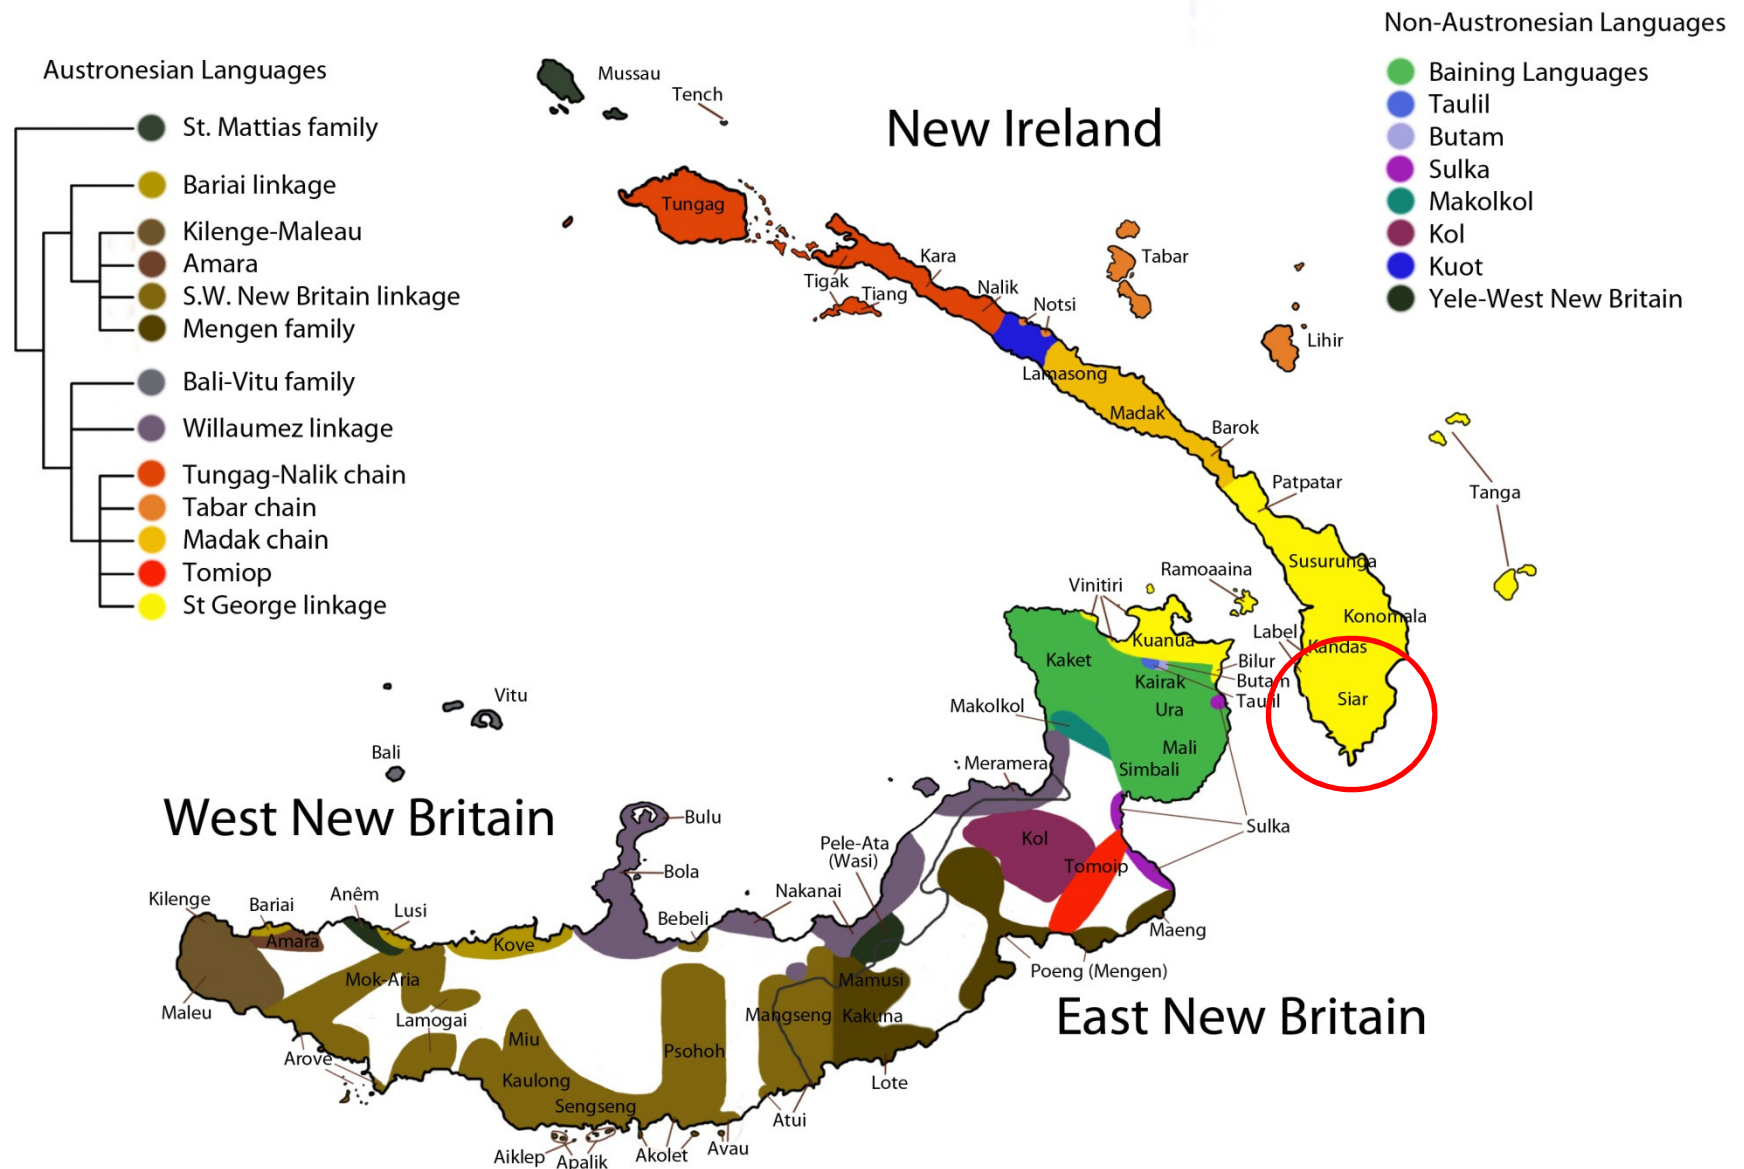 Austronesian Languages
St. Mattias family
Bariai linkage
Kilenge-Maleau
Amara
S.W. New Britain linkage
Mengen family
Bali-Vitu family
Willaumez linkage
Tungag-Nalik chain
Tabar chain
Madak chain
Tomiop
St George linkage
Non-Austronesian Languages
Baining Languages
Taulil
Butam
Sulka
Makolkol
Kol
Kuot
Yele-West New Britain
New Ireland
Mussau
Tench
Tungag
Tigak
Tiang
Kara
Nalik
Notsi
Tabar
Lihir
Lamasong
Madak
Barok
Patpatar
Tanga
Susurunga
Konomala
Label
Kandas
Siar
Ramoaaina
Vinitiri
Kuanua
Kaket
Bilur
Butam
Taulil
Kairak
Ura
Mali
Simbali
Makolkol
Meramera
Sulka
Kol
Tomoip
Vitu
Bali
West New Britain
Bulu
Bola
Pele-Ata
(Wasi)
Nakanai
Bebeli
Kilenge
Bariai
Anêm
Lusi
Amara
Kove
Maleu
Mok-Aria
Lamogai
Arove
Miu
Kaulong
Sengseng
Psohoh
Mangseng
Mamusi
Kakuna
Maeng
Poeng (Mengen)
East New Britain
Lote
Atui
Avau
Akolet
Apalik
Aiklep